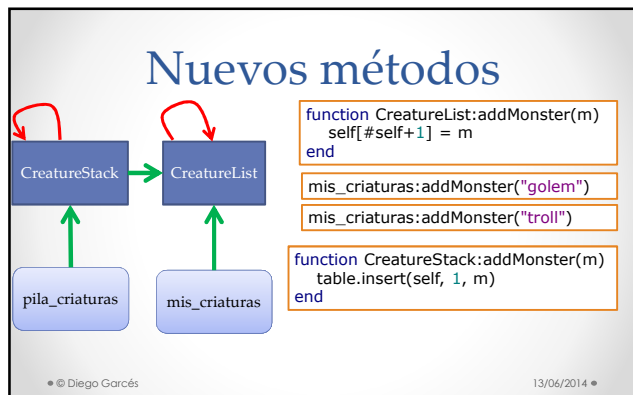 Nuevos métodos
CreatureStack
CreatureList
pila_criaturas
mis_criaturas
function CreatureList:addMonster(m)
self[#self+1] = m
end
mis_criaturas:addMonster("golem")
mis_criaturas:addMonster("troll")
function CreatureStack:addMonster(m)
table.insert(self, 1, m)
end
© Diego Garcés
13/06/2014